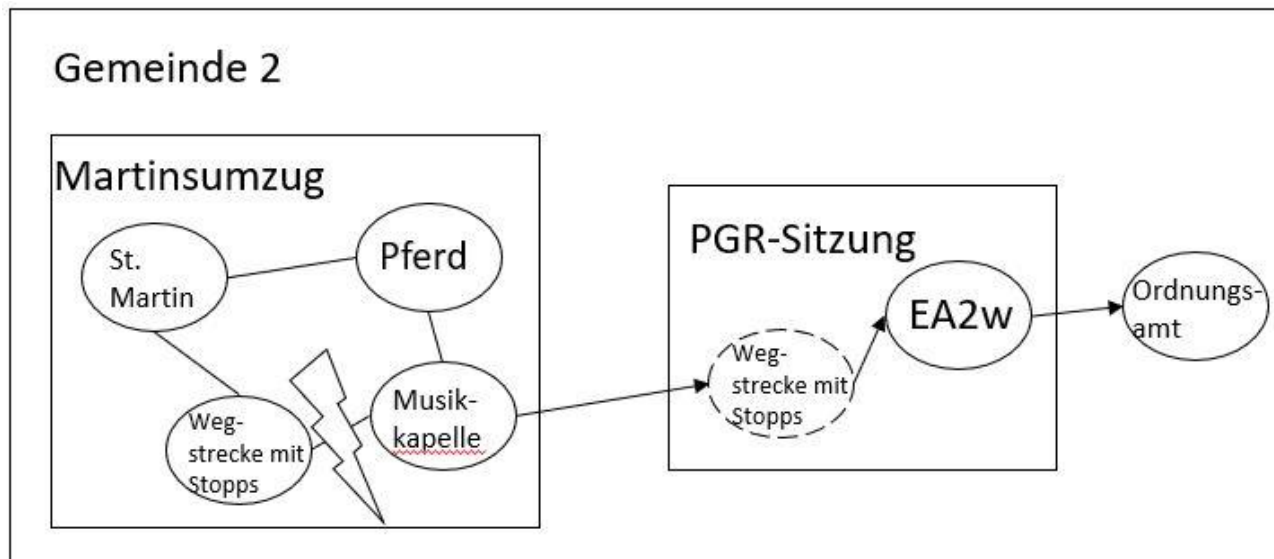 Gemeinde 2
Martinsumzug
St.
Martin
Pferd
Weg-
strecke mit
Stopps
Musik-
kapelle
PGR-Sitzung
Weg-
strecke mit
Stopps
EA2w
Ordnungs-
amt